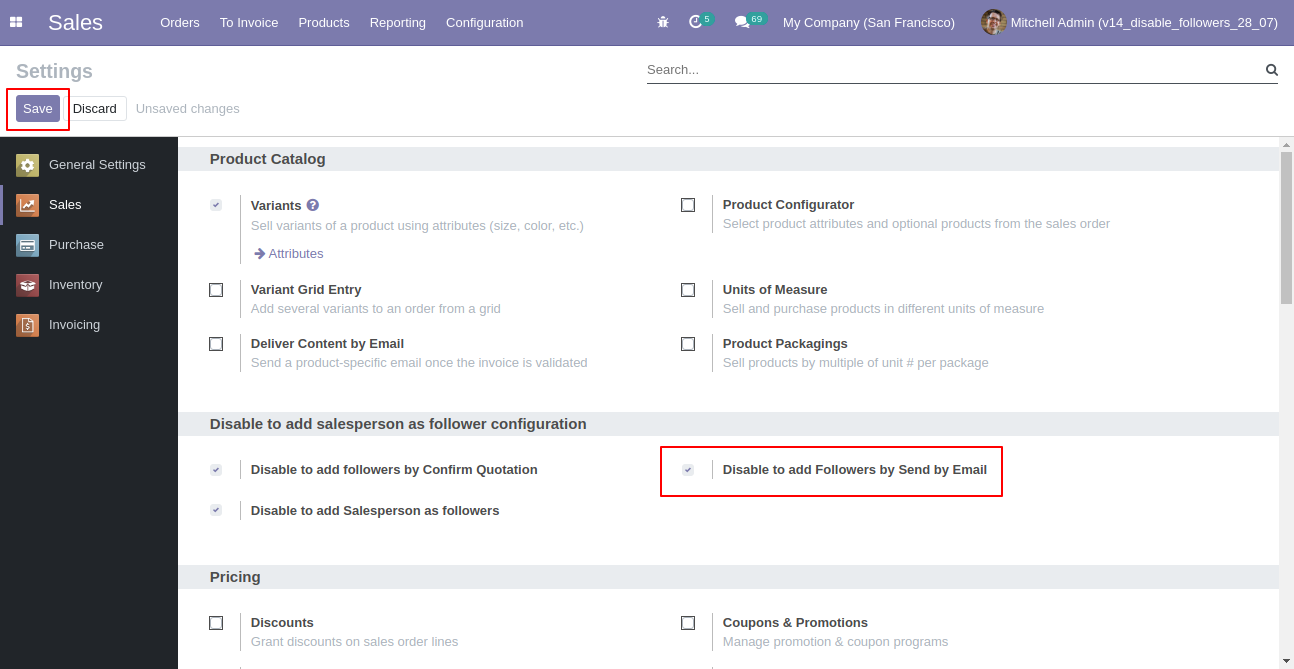 Sales Orders To Invoice Products Reporting Configuration 5 69 My Company (San Francisco) Mitchell Admin (v14_disable_followers_28_07)
Settings Search...
Save Discard Unsaved changes
General Settings
Sales
Purchase
Inventory
Invoicing
Product Catalog
Variants ?
Sell variants of a product using attributes (size, color, etc.)
Attributes
Product Configurator
Select product attributes and optional products from the sales order
Variant Grid Entry
Add several variants to an order from a grid
Units of Measure
Sell and purchase products in different units of measure
Deliver Content by Email
Send a product-specific email once the invoice is validated
Product Packagings
Sell products by multiple of unit # per package
Disable to add salesperson as follower configuration
Disable to add followers by Confirm Quotation
Disable to add Followers by Send by Email
Disable to add Salesperson as followers
Pricing
Discounts
Grant discounts on sales order lines
Coupons & Promotions
Manage promotion & coupon programs